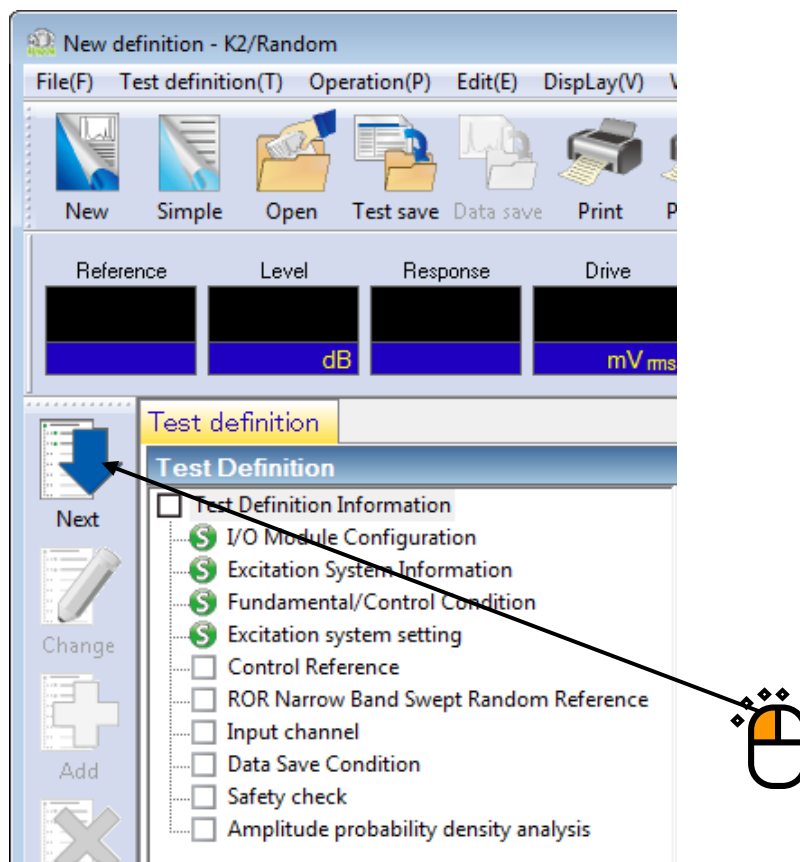 New definition - K2/Random
File(F) Test definition(T) Operation(P) Edit(E) DispLay(V)
New Simple Open Test save Data save Print
Reference Level Response Drive
dB mV rms
Test definition
Test Definition
Next
Test Definition Information
S I/O Module Configuration
S Excitation System Information
S Fundamental/Control Condition
S Excitation system setting
Change
Control Reference
ROR Narrow Band Swept Random Reference
Input channel
Data Save Condition
Add
Safety check
Amplitude probability density analysis